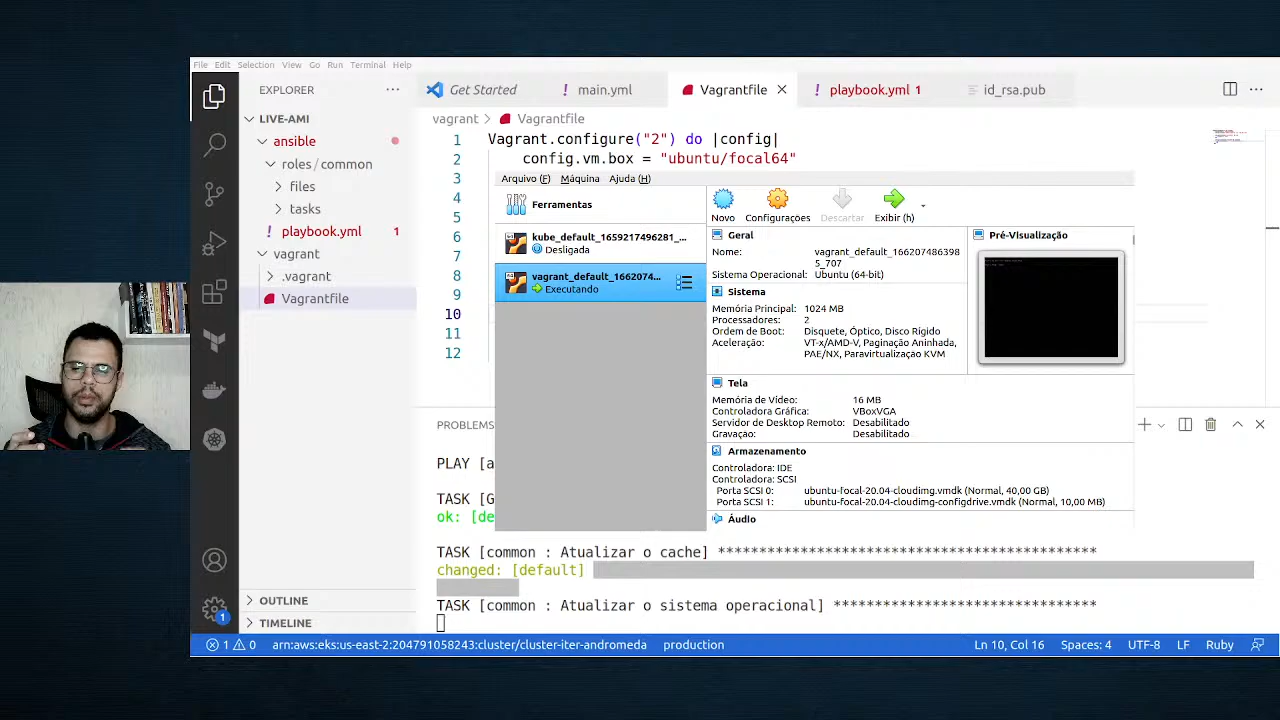 File Edit Selection View Go Run Terminal Help
EXPLORER
LIVE-AMI
ansible
roles / common
files
tasks
! playbook.yml 1
vagrant
.vagrant
Vagrantfile
OUTLINE
TIMELINE
Get Started
! main.yml
Vagrantfile
! playbook.yml 1
id_rsa.pub
vagrant > Vagrantfile
1 Vagrant.configure("2") do |config|
2 config.vm.box = "ubuntu/focal64"
3
4
5
6
7
8
9
10
11
12
Arquivo (F) Máquina Ajuda (H)
Ferramentas
kube_default_1659217496281_...
Desligada
vagrant_default_1662074...
Executando
Novo Configurações Descartar Exibir (h)
Geral
Nome: vagrant_default_166207486398
5_707
Sistema Operacional: Ubuntu (64-bit)
Sistema
Memória Principal: 1024 MB
Processadores: 2
Ordem de Boot: Disquete, Óptico, Disco Rígido
Aceleração: VT-x/AMD-V, Paginação Aninhada,
PAE/NX, Paravirtualização KVM
Pré-Visualização
Tela
Memória de Vídeo: 16 MB
Controladora Gráfica: VBoxVGA
Servidor de Desktop Remoto: Desabilitado
Gravação: Desabilitado
Armazenamento
Controladora: IDE
Controladora: SCSI
Porta SCSI 0: ubuntu-focal-20.04-cloudimg.vmdk (Normal, 40,00 GB)
Porta SCSI 1: ubuntu-focal-20.04-cloudimg-configdrive.vmdk (Normal, 10,00 MB)
Áudio
PROBLEMS
PLAY [a
TASK [G
ok: [de
TASK [common : Atualizar o cache] **********************************************
changed: [default]
TASK [common : Atualizar o sistema operacional] ********************************
1
1 0 arn:aws:eks:us-east-2:204791058243:cluster/cluster-iter-andromeda production Ln 10, Col 16 Spaces: 4 UTF-8 LF Ruby